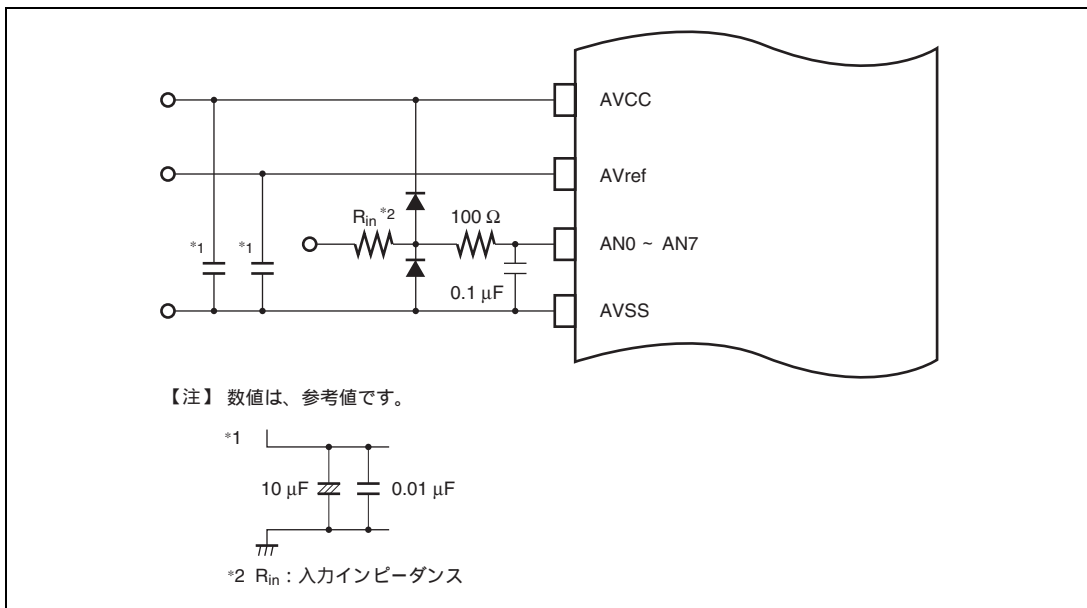 AVCC
AVref
Rin *2
100 Ω
*1
*1
AN0 ~ AN7
0.1 μF
AVSS
【注】 数値は、参考値です。
*1
10 μF
0.01 μF
*2 Rin : 入力インピーダンス